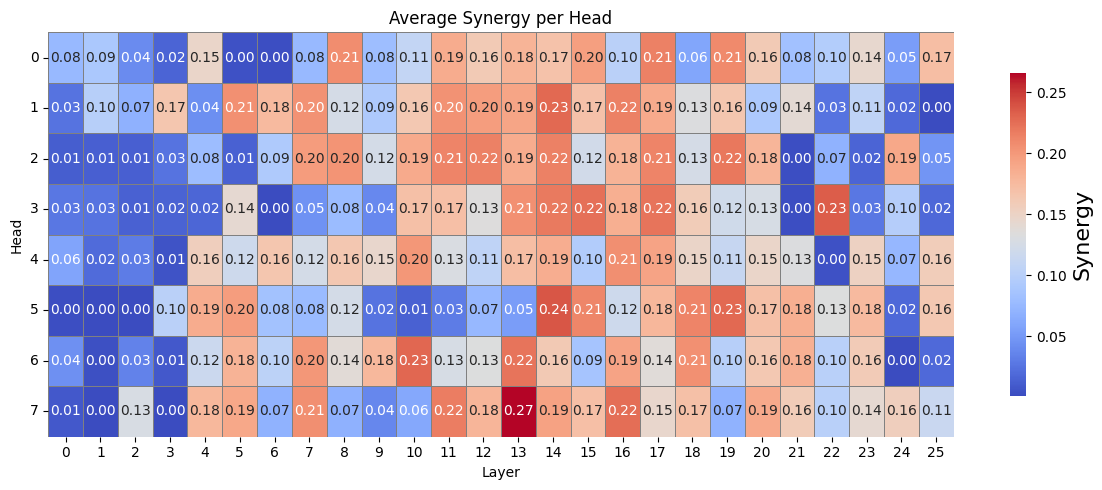 Average Synergy per Head
0 0.08 0.09 0.04 0.02 0.15 0.00 0.00 0.08 0.21 0.08 0.11 0.19 0.16 0.18 0.17 0.20 0.10 0.21 0.06 0.21 0.16 0.08 0.10 0.14 0.05 0.17
1 0.03 0.10 0.07 0.17 0.04 0.21 0.18 0.20 0.12 0.09 0.16 0.20 0.20 0.19 0.23 0.17 0.22 0.19 0.13 0.16 0.09 0.14 0.03 0.11 0.02 0.00
2 0.01 0.01 0.01 0.03 0.08 0.01 0.09 0.20 0.20 0.12 0.19 0.21 0.22 0.19 0.22 0.12 0.18 0.21 0.13 0.22 0.18 0.00 0.07 0.02 0.19 0.05
3 0.03 0.03 0.01 0.02 0.02 0.14 0.00 0.05 0.08 0.04 0.17 0.17 0.13 0.21 0.22 0.22 0.18 0.22 0.16 0.12 0.13 0.00 0.23 0.03 0.10 0.02
4 0.06 0.02 0.03 0.01 0.16 0.12 0.16 0.12 0.16 0.15 0.20 0.13 0.11 0.17 0.19 0.10 0.21 0.19 0.15 0.11 0.15 0.13 0.00 0.15 0.07 0.16
5 0.00 0.00 0.00 0.10 0.19 0.20 0.08 0.08 0.12 0.02 0.01 0.03 0.07 0.05 0.24 0.21 0.12 0.18 0.21 0.23 0.17 0.18 0.13 0.18 0.02 0.16
6 0.04 0.00 0.03 0.01 0.12 0.18 0.10 0.20 0.14 0.18 0.23 0.13 0.13 0.22 0.16 0.09 0.19 0.14 0.21 0.10 0.16 0.18 0.10 0.16 0.00 0.02
7 0.01 0.00 0.13 0.00 0.18 0.19 0.07 0.21 0.07 0.04 0.06 0.22 0.18 0.27 0.19 0.17 0.22 0.15 0.17 0.07 0.19 0.16 0.10 0.14 0.16 0.11
0 1 2 3 4 5 6 7 8 9 10 11 12 13 14 15 16 17 18 19 20 21 22 23 24 25
Layer
Head
0.25
0.20
0.15
0.10
0.05
Synergy